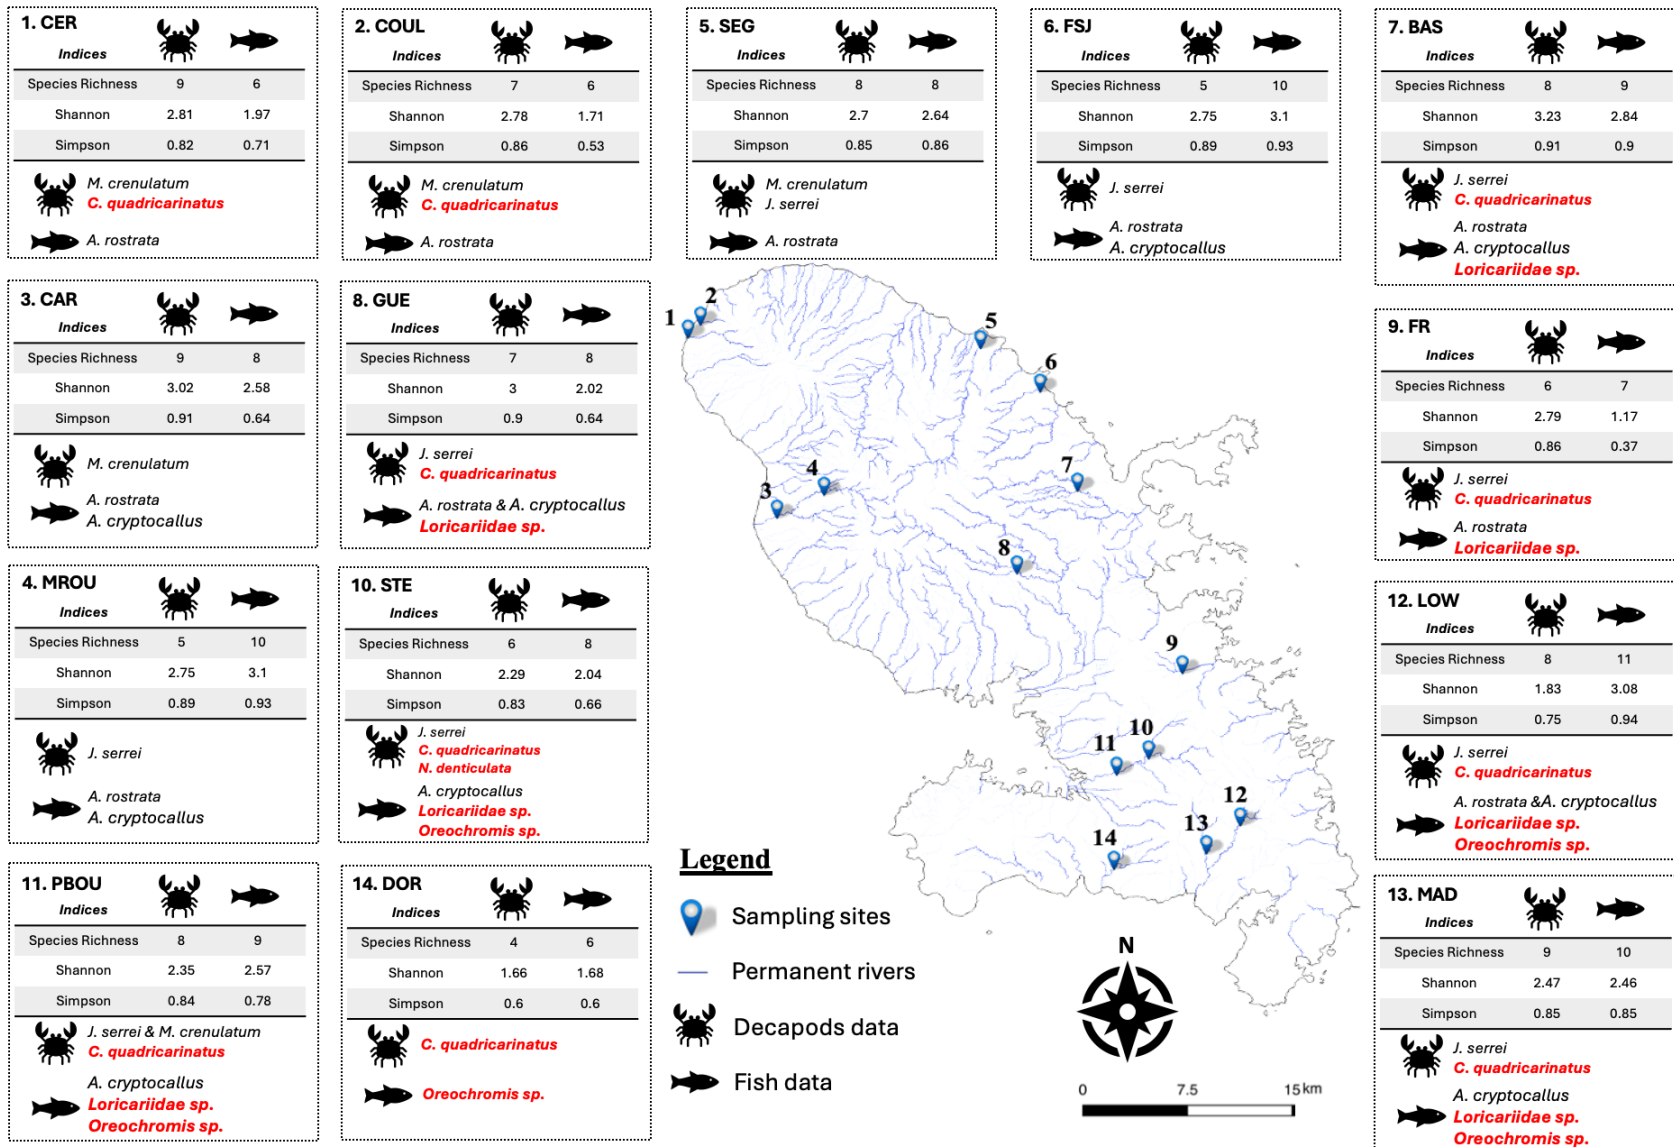 1. CER
Indices
Species Richness 9 6
Shannon 2.81 1.97
Simpson 0.82 0.71
M. crenulatum
C. quadricarinatus
A. rostrata
2. COUL
Indices
Species Richness 7 6
Shannon 2.78 1.71
Simpson 0.86 0.53
M. crenulatum
C. quadricarinatus
A. rostrata
5. SEG
Indices
Species Richness 8 8
Shannon 2.7 2.64
Simpson 0.85 0.86
M. crenulatum
J. serrei
A. rostrata
6. FSJ
Indices
Species Richness 5 10
Shannon 2.75 3.1
Simpson 0.89 0.93
J. serrei
A. rostrata
A. cryptocallus
7. BAS
Indices
Species Richness 8 9
Shannon 3.23 2.84
Simpson 0.91 0.9
J. serrei
C. quadricarinatus
A. rostrata
A. cryptocallus
Loricariidae sp.
3. CAR
Indices
Species Richness 9 8
Shannon 3.02 2.58
Simpson 0.91 0.64
M. crenulatum
A. rostrata
A. cryptocallus
8. GUE
Indices
Species Richness 7 8
Shannon 3 2.02
Simpson 0.9 0.64
J. serrei
C. quadricarinatus
A. rostrata & A. cryptocallus
Loricariidae sp.
9. FR
Indices
Species Richness 6 7
Shannon 2.79 1.17
Simpson 0.86 0.37
J. serrei
C. quadricarinatus
A. rostrata
Loricariidae sp.
4. MROU
Indices
Species Richness 5 10
Shannon 2.75 3.1
Simpson 0.89 0.93
J. serrei
A. rostrata
A. cryptocallus
10. STE
Indices
Species Richness 6 8
Shannon 2.29 2.04
Simpson 0.83 0.66
J. serrei
C. quadricarinatus
N. denticulata
A. cryptocallus
Loricariidae sp.
Oreochromis sp.
12. LOW
Indices
Species Richness 8 11
Shannon 1.83 3.08
Simpson 0.75 0.94
J. serrei
C. quadricarinatus
A. rostrata &A. cryptocallus
Loricariidae sp.
Oreochromis sp.
11. PBOU
Indices
Species Richness 8 9
Shannon 2.35 2.57
Simpson 0.84 0.78
J. serrei & M. crenulatum
C. quadricarinatus
A. cryptocallus
Loricariidae sp.
Oreochromis sp.
14. DOR
Indices
Species Richness 4 6
Shannon 1.66 1.68
Simpson 0.6 0.6
C. quadricarinatus
Oreochromis sp.
13. MAD
Indices
Species Richness 9 10
Shannon 2.47 2.46
Simpson 0.85 0.85
J. serrei
C. quadricarinatus
A. cryptocallus
Loricariidae sp.
Oreochromis sp.
2
1
5
6
4
3
7
8
9
10
11
12
13
14
Legend
Sampling sites
Permanent rivers
Decapods data
Fish data
N
0 7.5 15 km